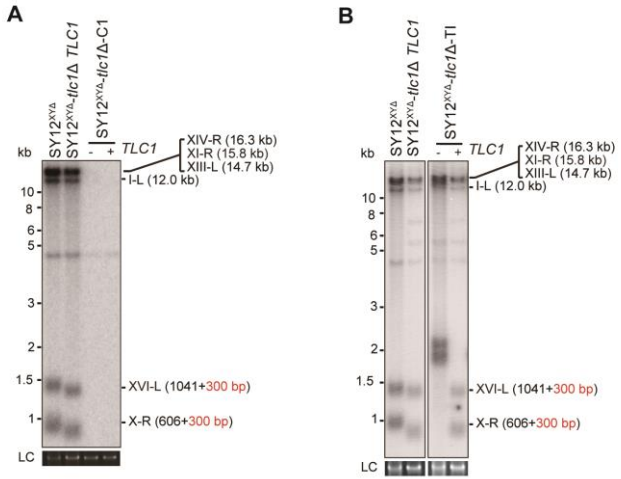 A
SY12XYΔ
SY12XYΔ-tlc1Δ TLC1
SY12XYΔ-tlc1Δ-C1
- + TLC1
kb
XIV-R (16.3 kb)
XI-R (15.8 kb)
XIII-L (14.7 kb)
I-L (12.0 kb)
10
8
6
5
3
2
1.5
XVI-L (1041+300 bp)
1
X-R (606+300 bp)
LC
B
SY12XYΔ
SY12XYΔ-tlc1Δ TLC1
SY12XYΔ-tlc1Δ-TI
- + TLC1
kb
XIV-R (16.3 kb)
XI-R (15.8 kb)
XIII-L (14.7 kb)
I-L (12.0 kb)
10
8
6
5
3
2
1.5
XVI-L (1041+300 bp)
1
X-R (606+300 bp)
LC